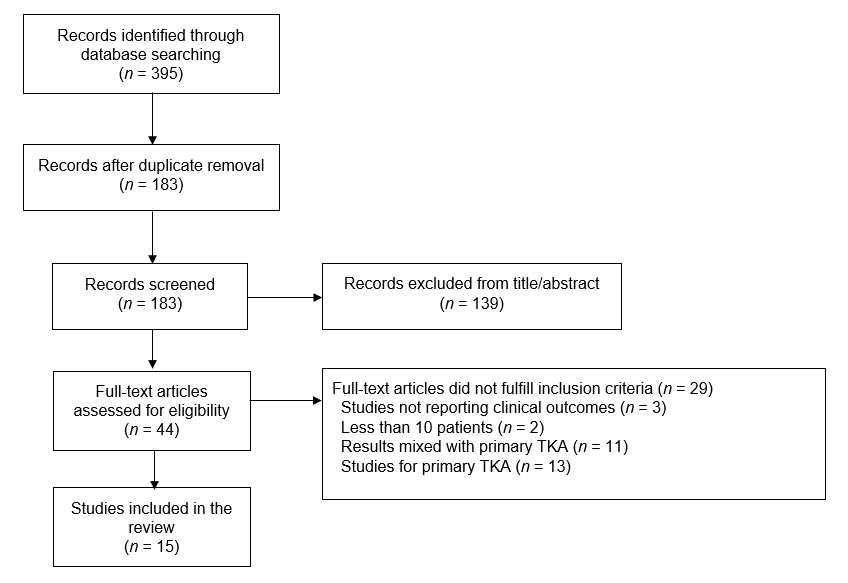 Records identified through
database searching
(n = 395)
Records after duplicate removal
(n = 183)
Records screened
(n = 183)
Records excluded from title/abstract
(n = 139)
Full-text articles
assessed for eligibility
(n = 44)
Full-text articles did not fulfill inclusion criteria (n = 29)
Studies not reporting clinical outcomes (n = 3)
Less than 10 patients (n = 2)
Results mixed with primary TKA (n = 11)
Studies for primary TKA (n = 13)
Studies included in the
review
(n = 15)